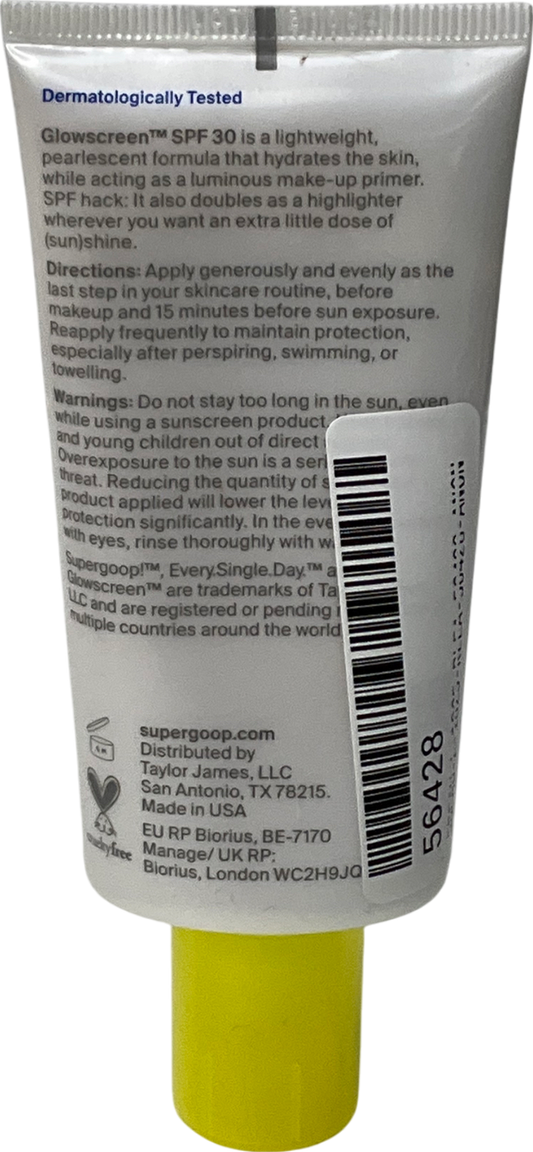 Dermatologically Tested
Glowscreen™ SPF 30 is a lightweight,
pearlescent formula that hydrates the skin,
while acting as a luminous make-up primer.
SPF hack: It also doubles as a highlighter
wherever you want an extra little dose of
(sun)shine.
Directions: Apply generously and evenly as the
last step in your skincare routine, before
makeup and 15 minutes before sun exposure.
Reapply frequently to maintain protection,
especially after perspiring, swimming, or
towelling.
Warnings: Do not stay too long in the sun, even
while using a sunscreen product.
and young children out of direct
Overexposure to the sun is a
threat. Reducing the quantity of
product applied will lower the
protection significantly. In the
with eyes, rinse thoroughly with
Supergoop!™, Every.Single.Day.™
Glowscreen™ are trademarks of
LLC and are registered or pending
multiple countries around the world
supergoop.com
Distributed by
Taylor James, LLC
San Antonio, TX 78215.
Made in USA
EU RP Biorius, BE-7170
Manage/ UK RP:
Biorius, London WC2H9JQ
crueltyfree
56428